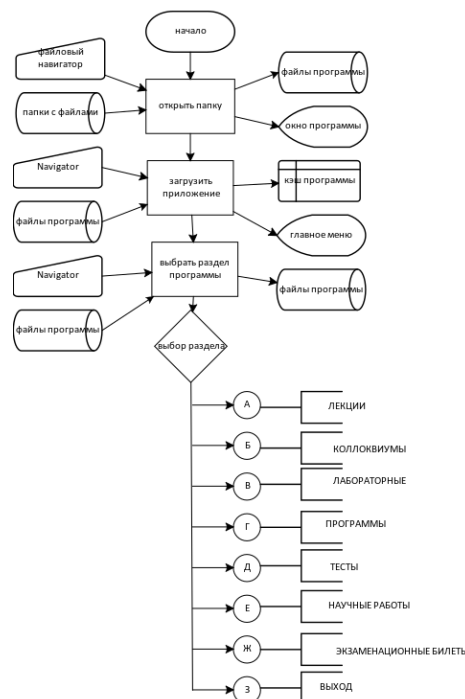 начало
файловый
навигатор
файлы программы
папки с файлами
открыть папку
окно программы
Navigator
загрузить
приложение
кэш программы
файлы программы
главное меню
Navigator
выбрать раздел
программы
файлы программы
файлы программы
выбор раздела
А
ЛЕКЦИИ
Б
КОЛЛОКВИУМЫ
В
ЛАБОРАТОРНЫЕ
Г
ПРОГРАММЫ
Д
ТЕСТЫ
Е
НАУЧНЫЕ РАБОТЫ
Ж
ЭКЗАМЕНАЦИОННЫЕ БИЛЕТЫ
З
ВЫХОД